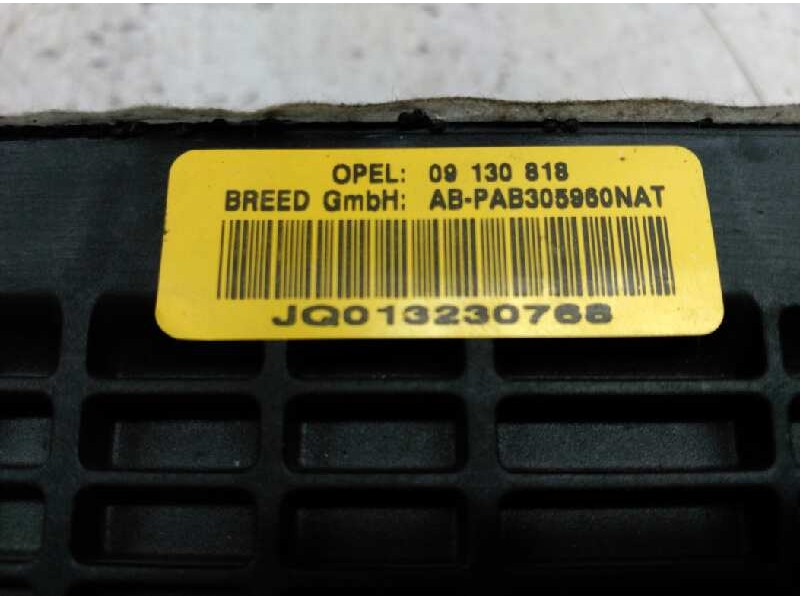 OPEL: 09 130 818
BREED GmbH: AB-PAB305960NAT
JQ013230768